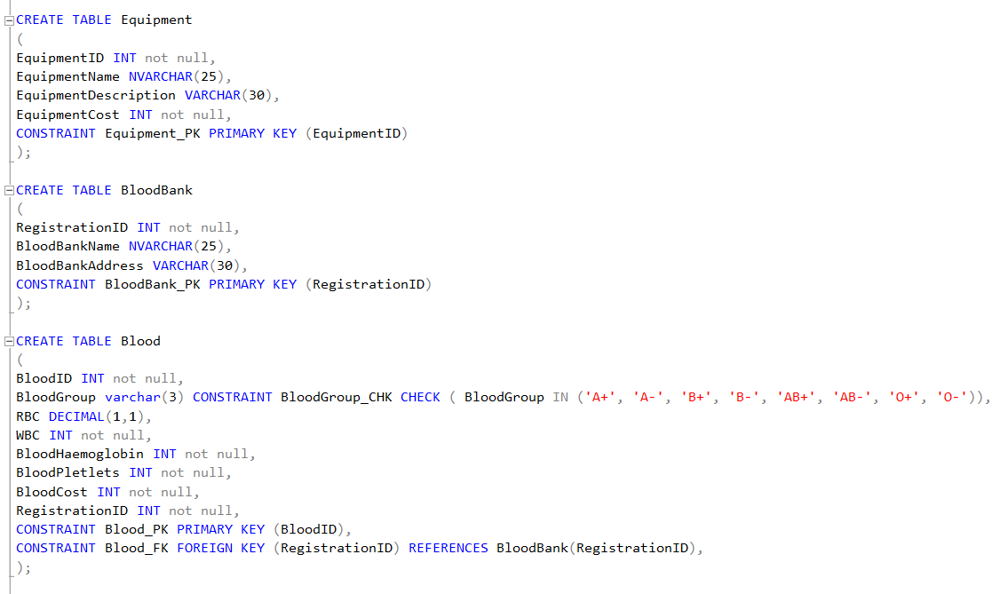 CREATE TABLE Equipment
(
EquipmentID INT not null,
EquipmentName NVARCHAR(25),
EquipmentDescription VARCHAR(30),
EquipmentCost INT not null,
CONSTRAINT Equipment_PK PRIMARY KEY (EquipmentID)
);
CREATE TABLE BloodBank
(
RegistrationID INT not null,
BloodBankName NVARCHAR(25),
BloodBankAddress VARCHAR(30),
CONSTRAINT BloodBank_PK PRIMARY KEY (RegistrationID)
);
CREATE TABLE Blood
(
BloodID INT not null,
BloodGroup varchar(3) CONSTRAINT BloodGroup_CHK CHECK ( BloodGroup IN ('A+', 'A-', 'B+', 'B-', 'AB+', 'AB-', 'O+', 'O-')),
RBC DECIMAL(1,1),
WBC INT not null,
BloodHaemoglobin INT not null,
BloodPletlets INT not null,
BloodCost INT not null,
RegistrationID INT not null,
CONSTRAINT Blood_PK PRIMARY KEY (BloodID),
CONSTRAINT Blood_FK FOREIGN KEY (RegistrationID) REFERENCES BloodBank(RegistrationID),
);